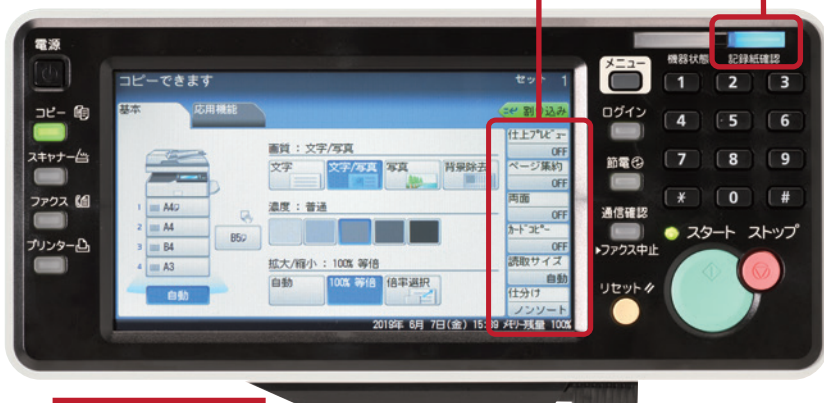 電源
機器状態 記録紙確認
コピーできます
セット 1
メニュー
1 2 3
基本
応用機能
割り込み
コピー
ログイン
4 5 6
仕上プレビュー
OFF
画質 : 文字/写真
スキャナー/
文字
文字/写真
写真
背景除去
ページ集約
OFF
節電
7 8 9
両面
OFF
ファクス
1 A4
濃度 : 普通
* 0 #
2 A4
B5
カードコピー
OFF
通信確認
スタート ストップ
プリンター
3 B4
▶ファクス中止
4 A3
拡大/縮小 : 100% 等倍
読取サイズ
自動
自動
自動
100% 等倍
倍率選択
仕分け
ノンソート
リセット
2019年 6月 7日(金) 15:39 メモリー残量 100%